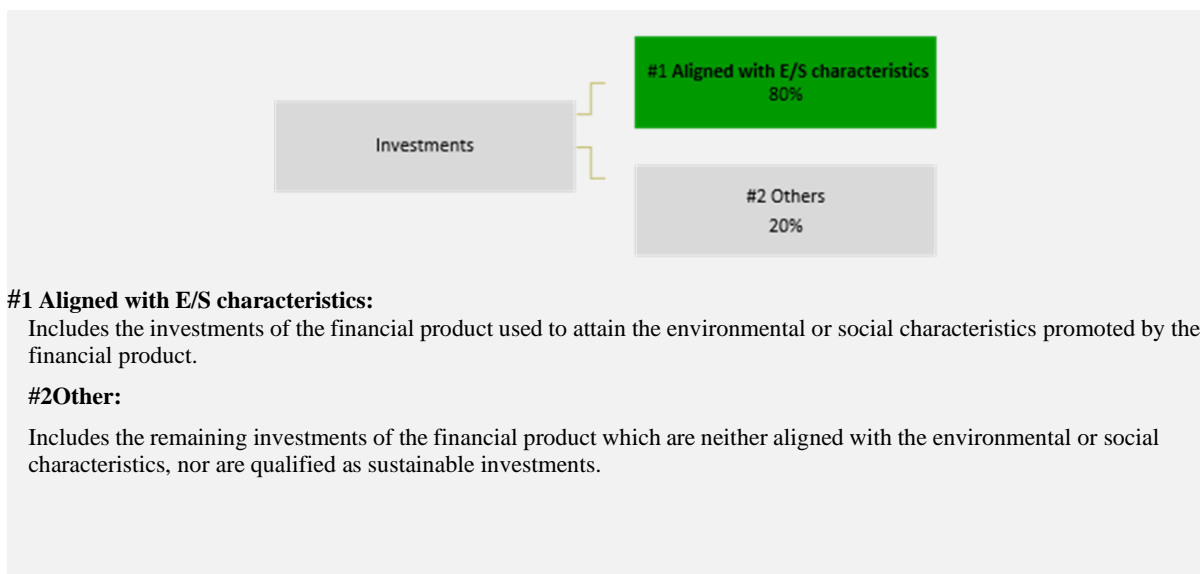 #1 Aligned with E/S characteristics
80%
Investments
#2 Others
20%
#1 Aligned with E/S characteristics:
Includes the investments of the financial product used to attain the environmental or social characteristics promoted by the
financial product.
#2Other:
Includes the remaining investments of the financial product which are neither aligned with the environmental or social
characteristics, nor are qualified as sustainable investments.